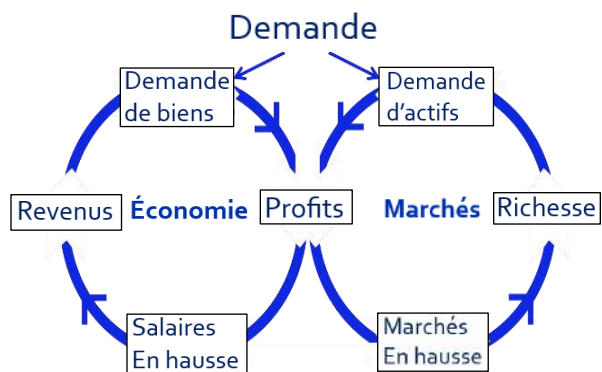 Demande
Demande
de biens
Demande
d'actifs
Revenus
Économie
Profits
Marchés
Richesse
Salaires
En hausse
Marchés
En hausse